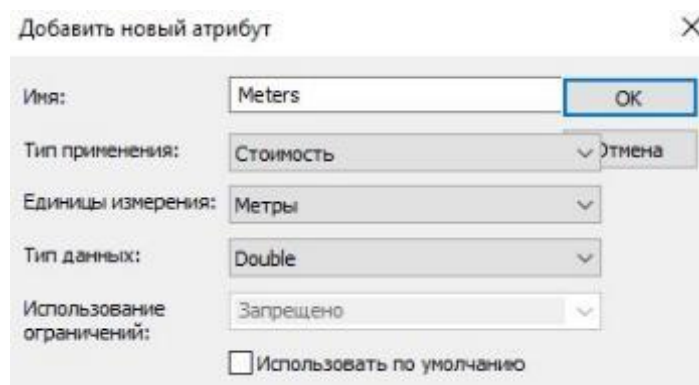 Добавить новый атрибут
Имя: Meters OK
Тип применения: Стоимость Отмена
Единицы измерения: Метры
Тип данных: Double
Использование ограничений: Запрещено
Использовать по умолчанию